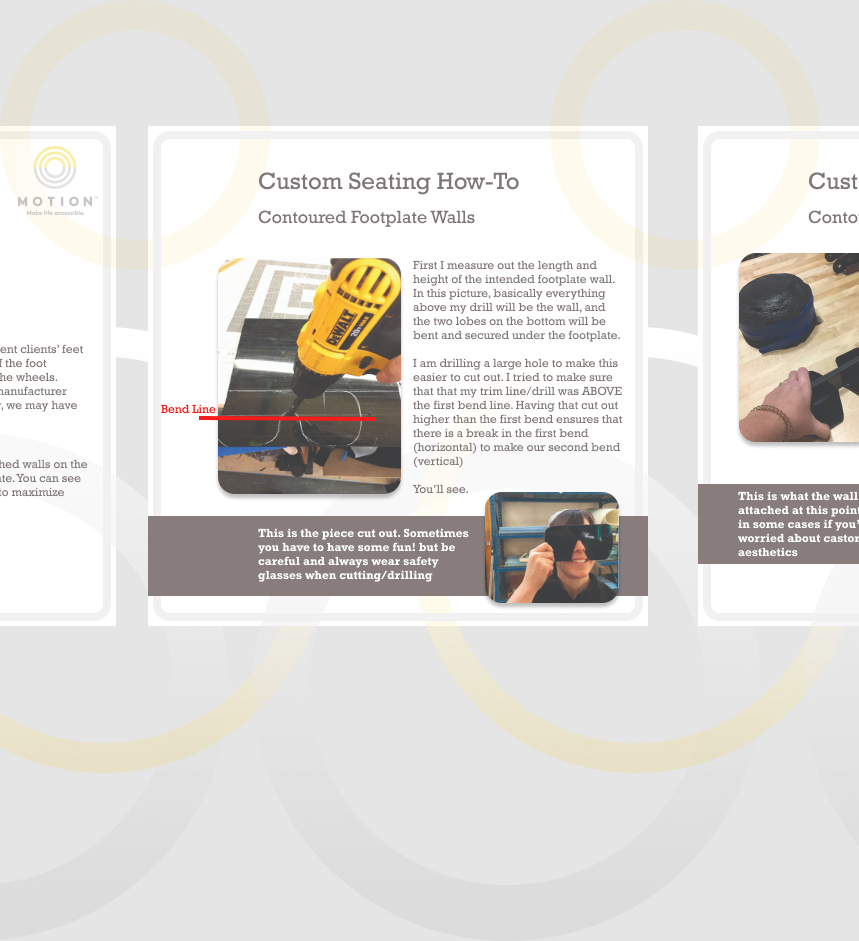 MOTION
Make life accessible.
ent clients' feet
f the foot
he wheels.
manufacturer
, we may have
hed walls on the
te. You can see
to maximize
Custom Seating How-To
Contoured Footplate Walls
First I measure out the length and
height of the intended footplate wall.
In this picture, basically everything
above my drill will be the wall, and
the two lobes on the bottom will be
bent and secured under the footplate.
I am drilling a large hole to make this
easier to cut out. I tried to make sure
that that my trim line/drill was ABOVE
the first bend line. Having that cut out
higher than the first bend ensures that
there is a break in the first bend
(horizontal) to make our second bend
(vertical)
You'll see.
DEWALT
20V MAX
Bend Line
This is the piece cut out. Sometimes
you have to have some fun! but be
careful and always wear safety
glasses when cutting/drilling
Cust
Conto
This is what the wall
attached at this point
in some cases if you'
worried about castor
aesthetics